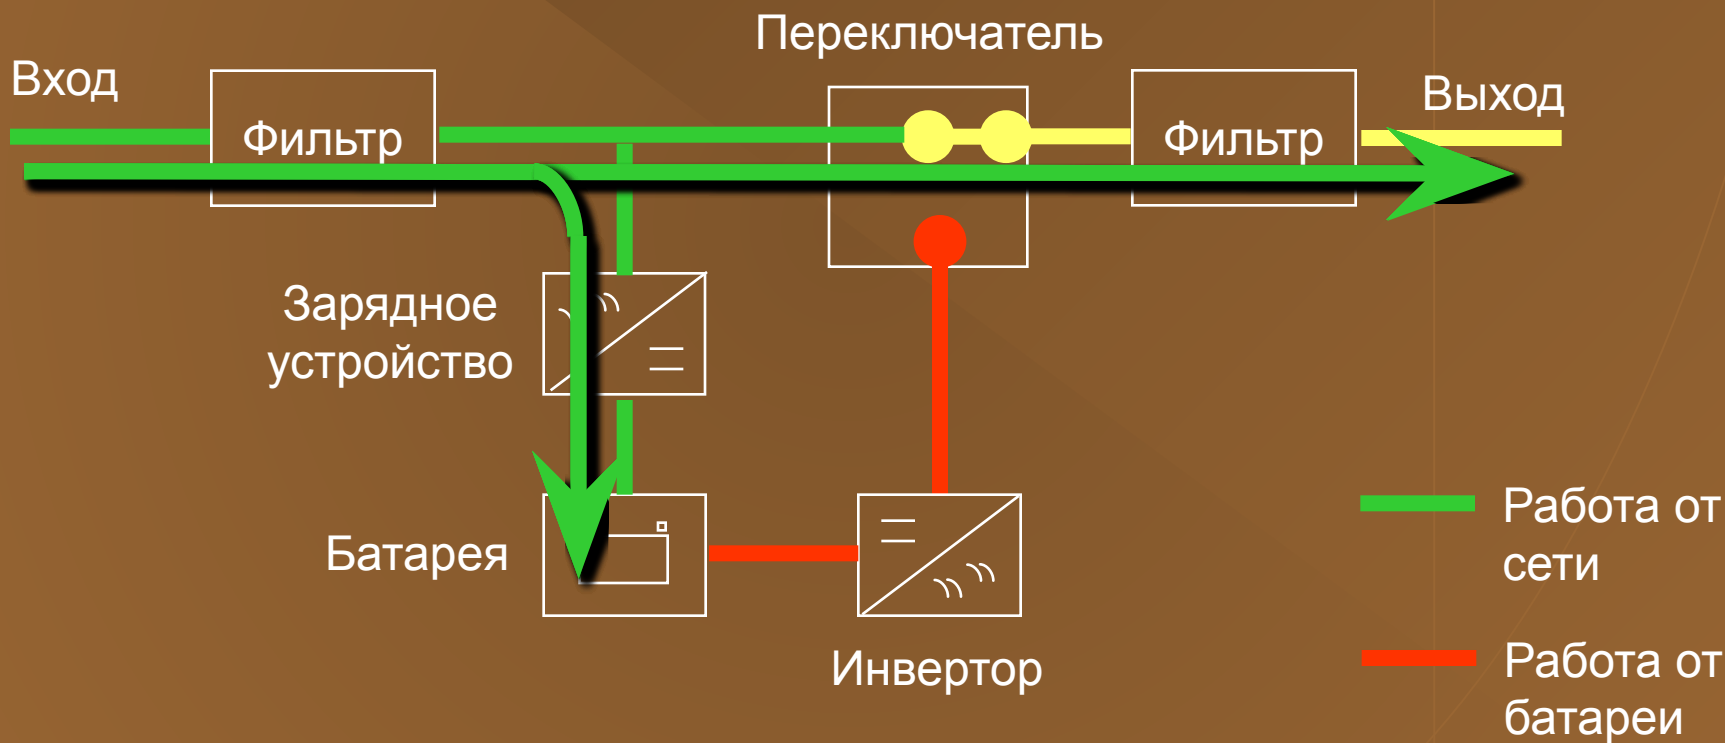 Переключатель
Вход
Выход
Фильтр
Фильтр
Зарядное
устройство
Батарея
Инвертор
Работа от
сети
Работа от
батареи